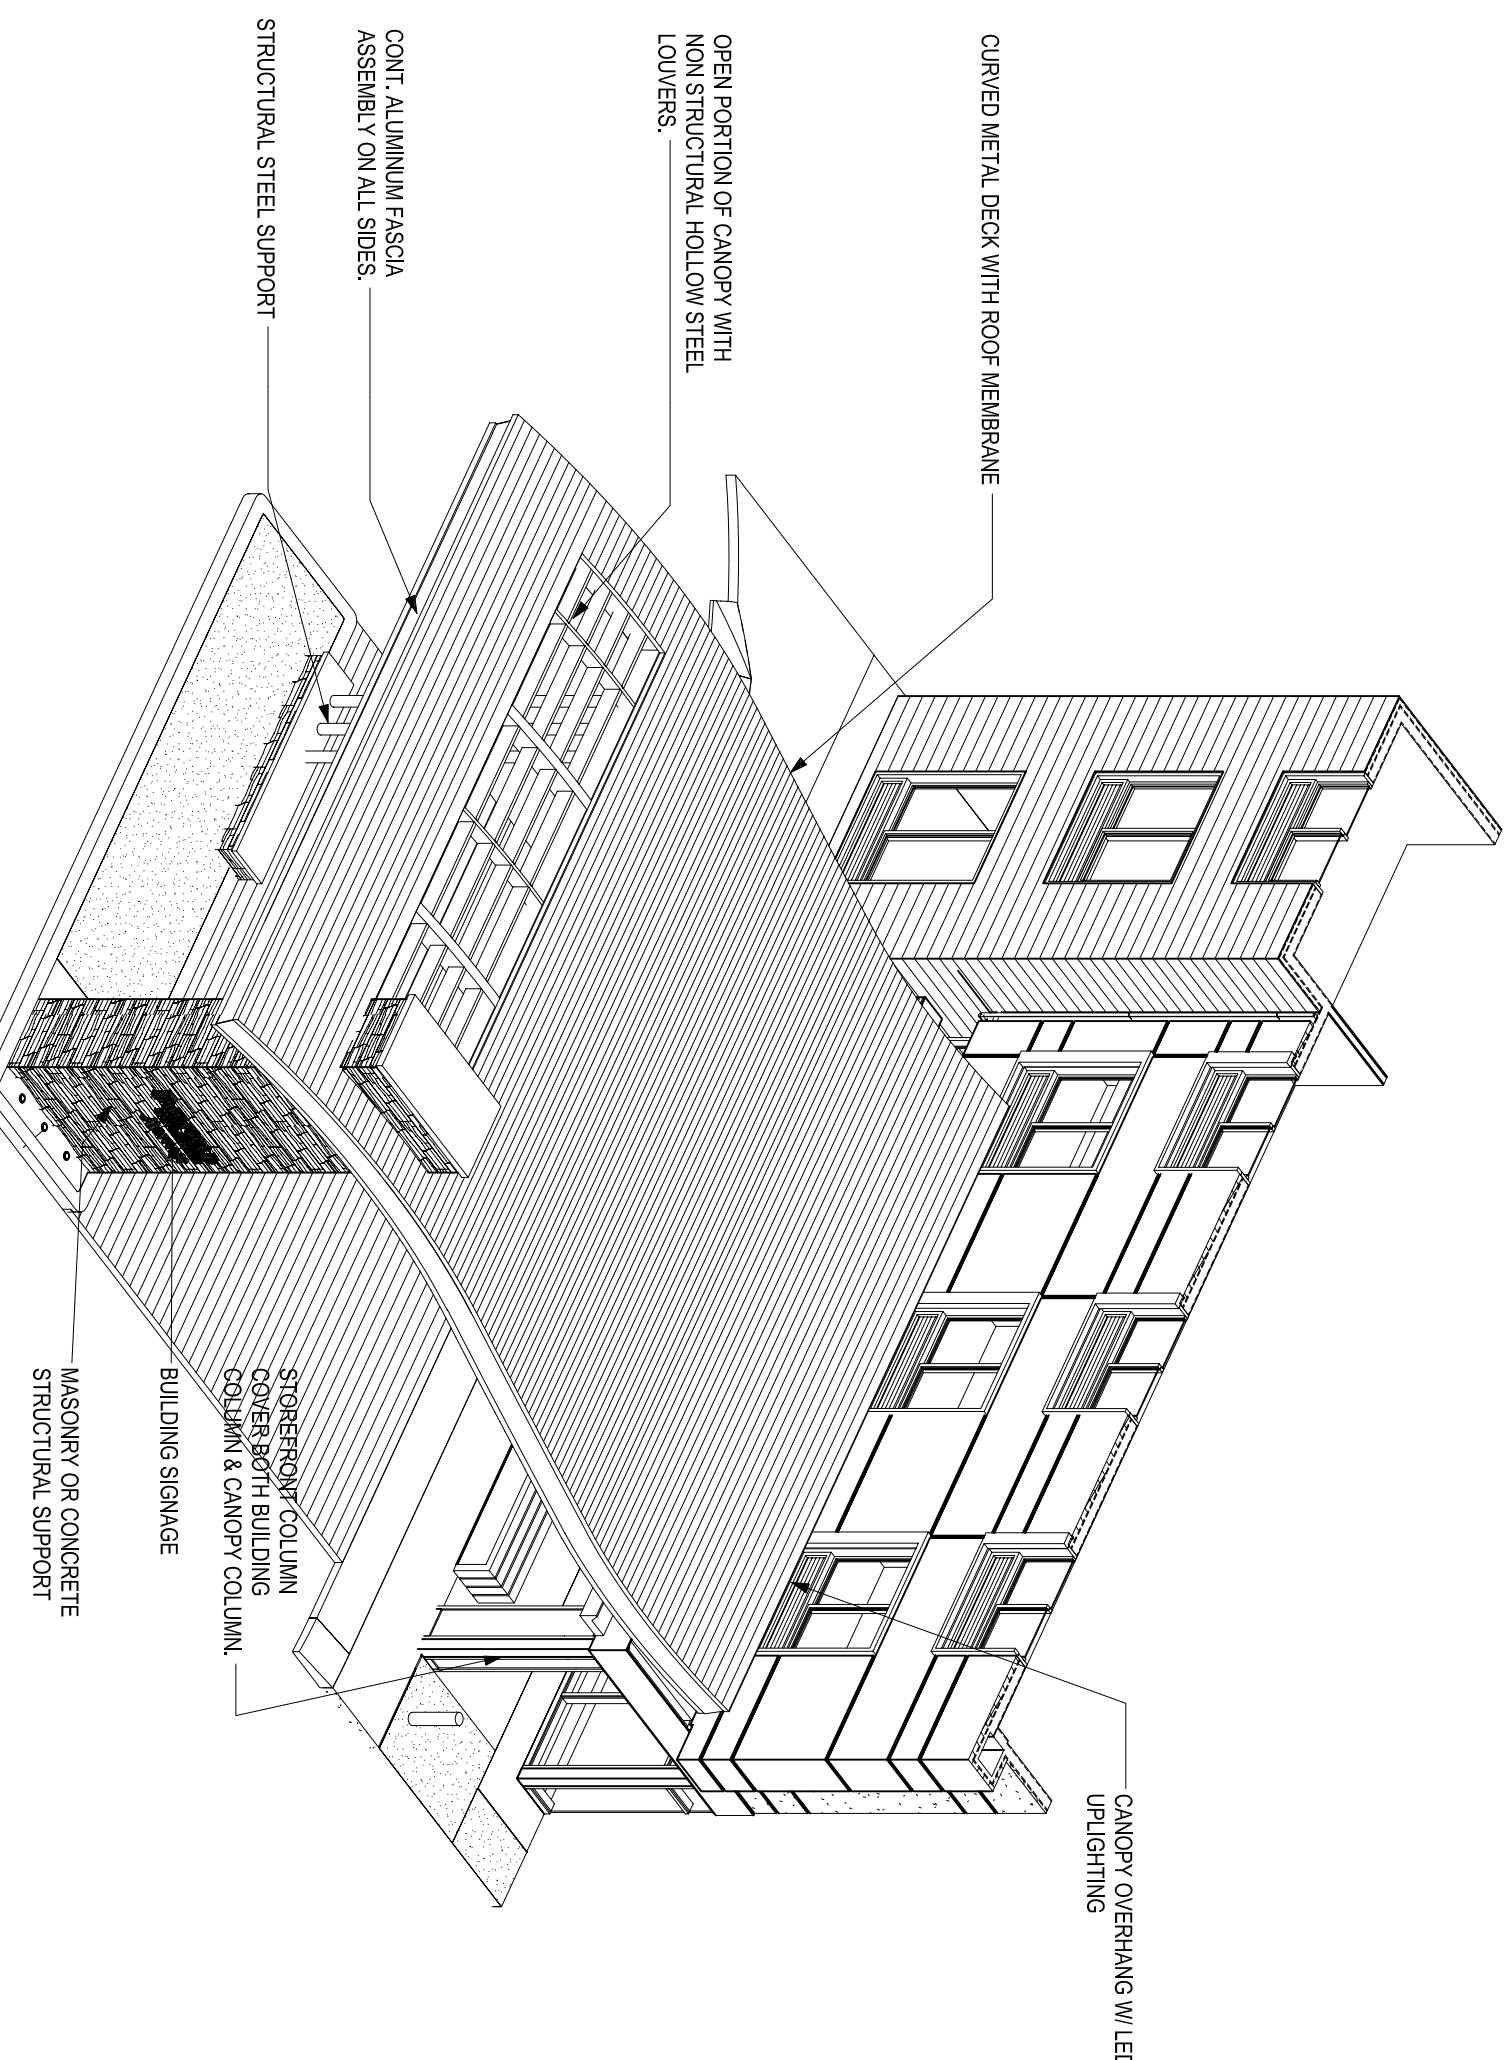 CURVED METAL DECK WITH ROOF MEMBRANE
OPEN PORTION OF CANOPY WITH
NON STRUCTURAL HOLLOW STEEL
LOUVERS.
CONT. ALUMINUM FASCIA
ASSEMBLY ON ALL SIDES.
STRUCTURAL STEEL SUPPORT
CANOPY OVERHANG W/ LED
UPLIGHTING
STOREFRONT COLUMN
COVER BOTH BUILDING
COLUMN & CANOPY COLUMN.
BUILDING SIGNAGE
MASONRY OR CONCRETE
STRUCTURAL SUPPORT